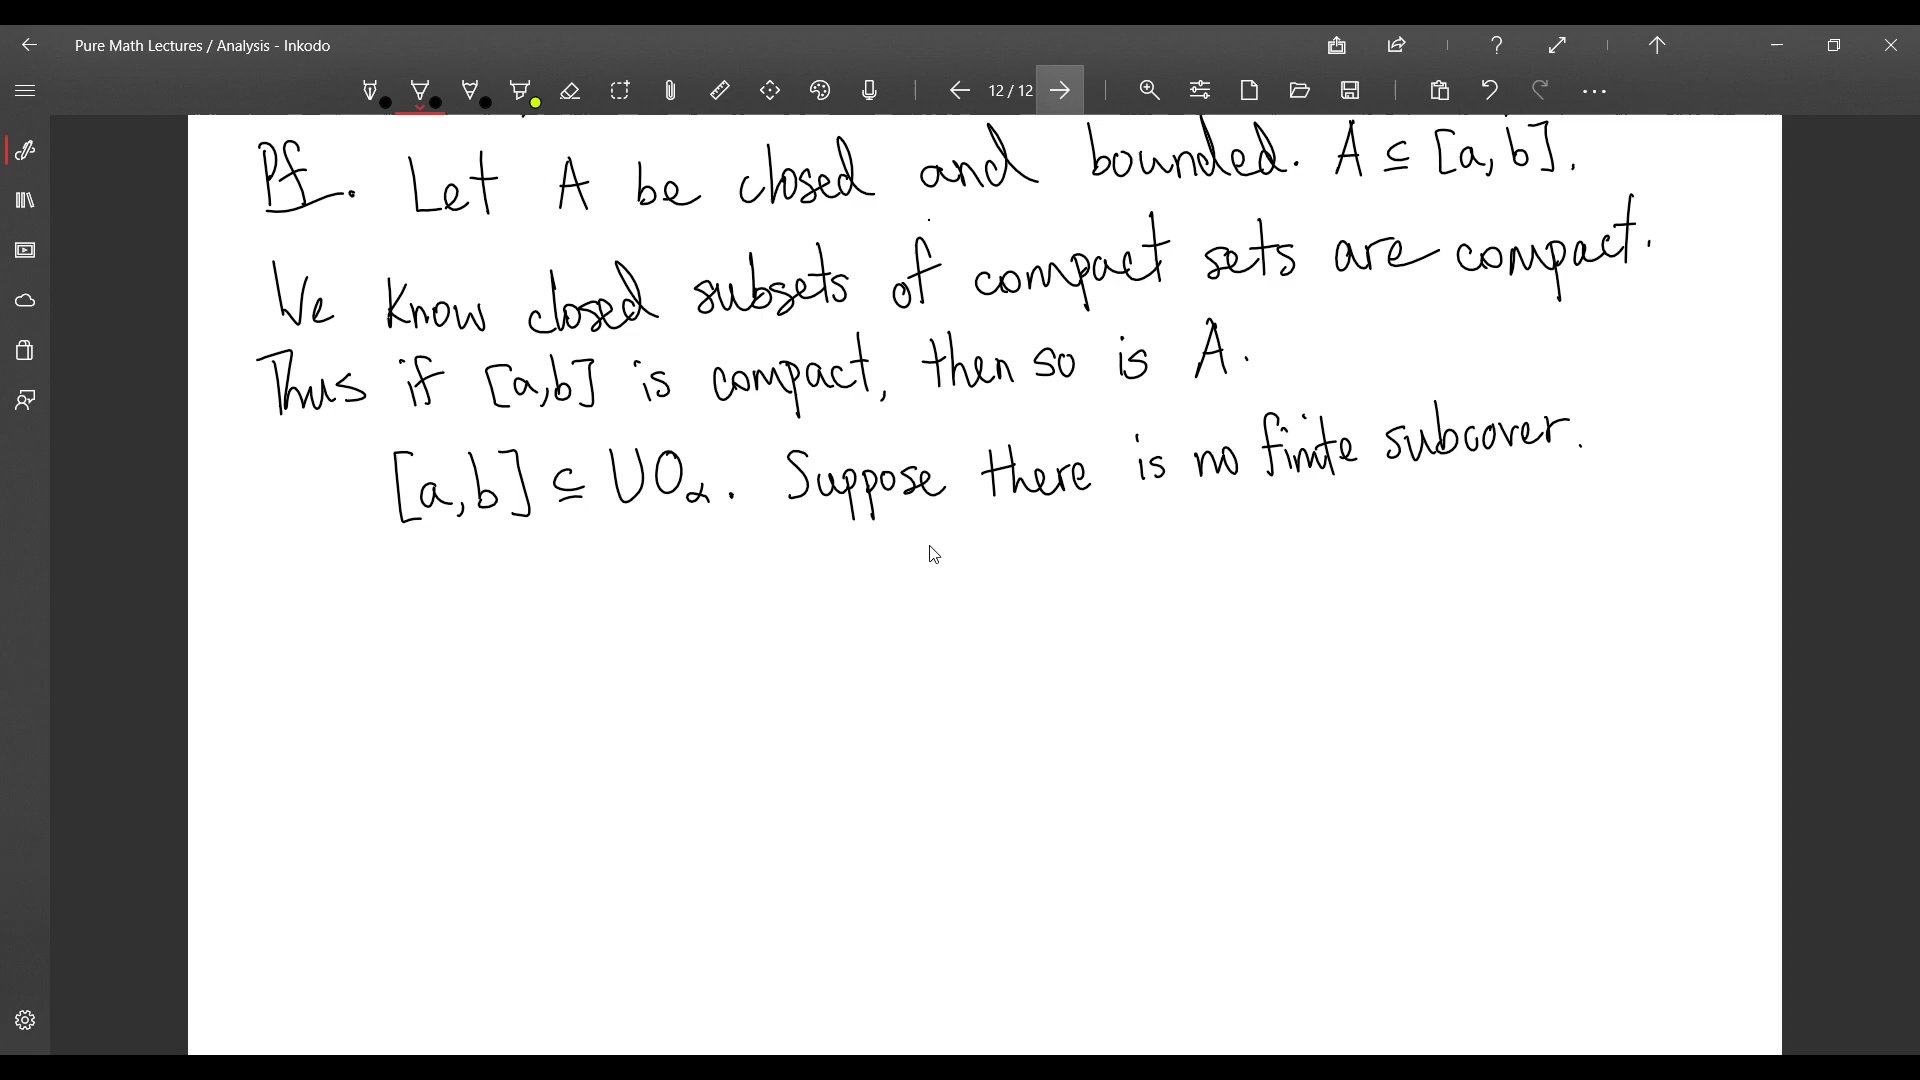 Pure Math Lectures / Analysis - Inkodo
12 / 12
Pf. Let A be closed and bounded. A ⊆ [a, b].
We know closed subsets of compact sets are compact.
Thus if [a,b] is compact, then so is A.
[a,b] ⊆ ∪O_α. Suppose there is no finite subcover.